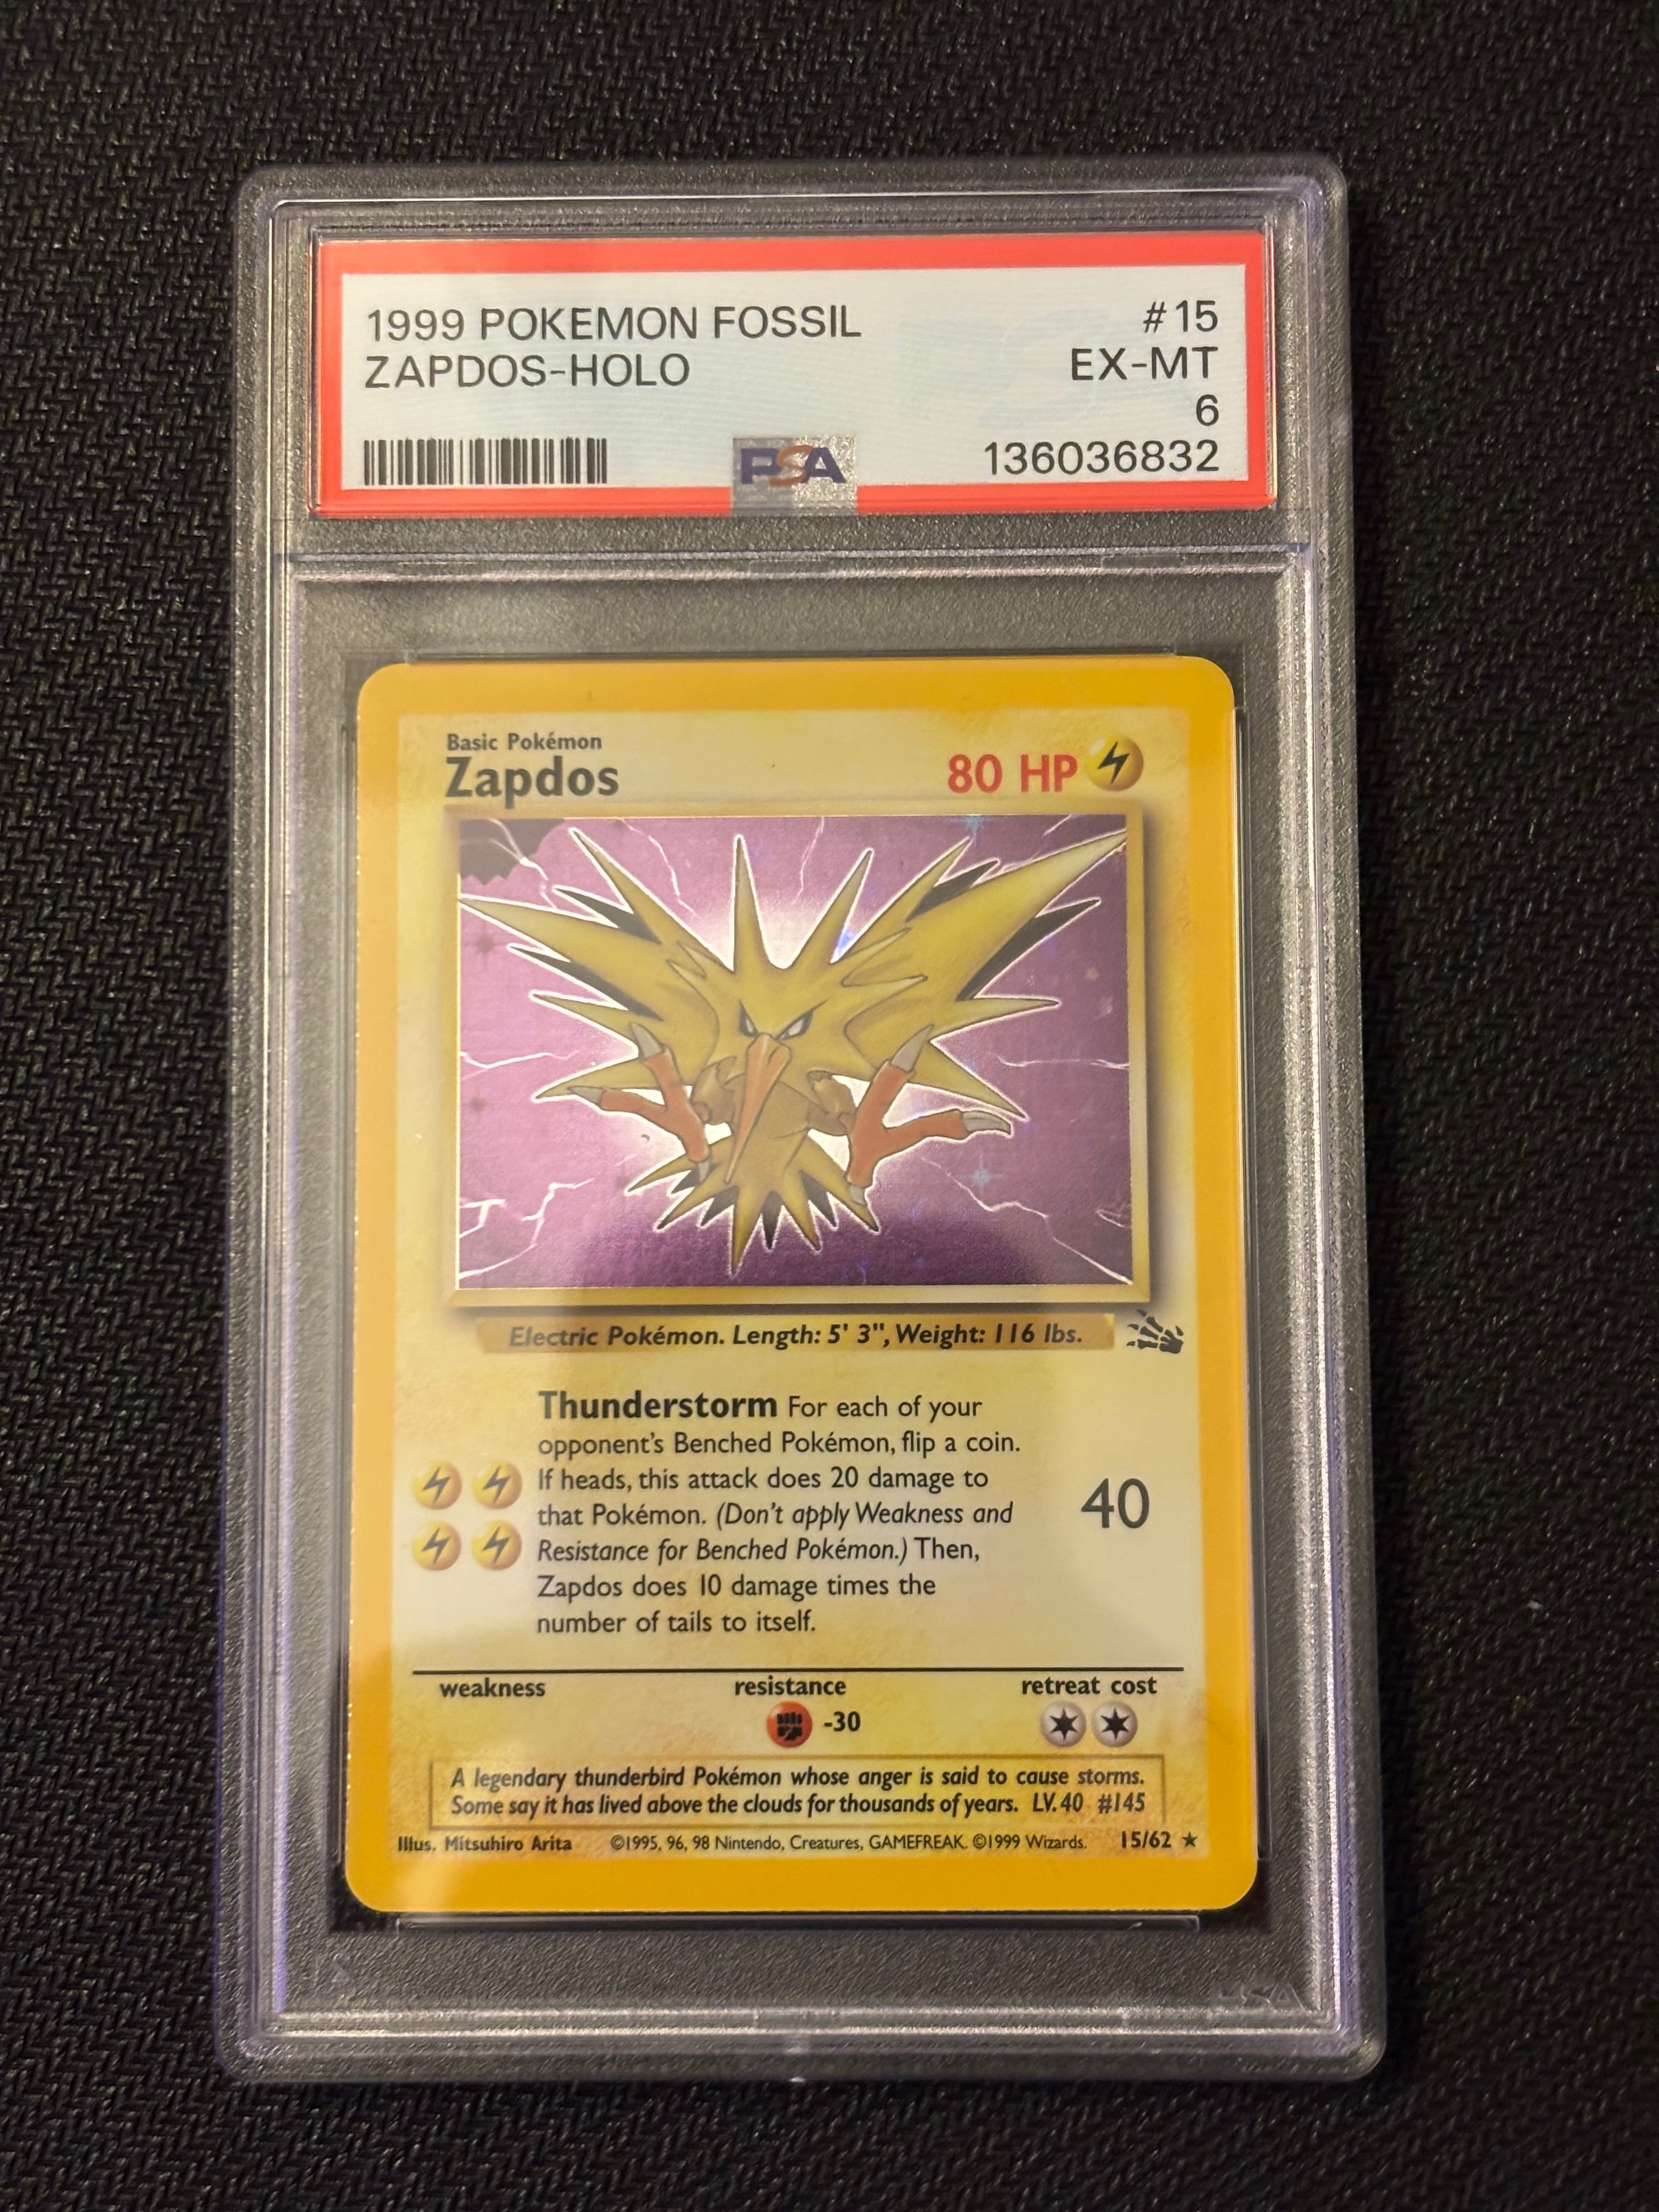 1999 POKEMON FOSSIL #15
ZAPDOS-HOLO EX-MT
6
PSA 136036832
Basic Pokémon
Zapdos 80 HP
Electric Pokémon. Length: 5' 3", Weight: 116 lbs.
Thunderstorm For each of your
opponent's Benched Pokémon, flip a coin.
If heads, this attack does 20 damage to
that Pokémon. (Don't apply Weakness and
Resistance for Benched Pokémon.) Then,
Zapdos does 10 damage times the
number of tails to itself.
40
weakness resistance retreat cost
-30
A legendary thunderbird Pokémon whose anger is said to cause storms.
Some say it has lived above the clouds for thousands of years. LV. 40 #145
Illus. Mitsuhiro Arita ©1995, 96, 98 Nintendo, Creatures, GAMEFREAK. ©1999 Wizards. 15/62 ★
PSA